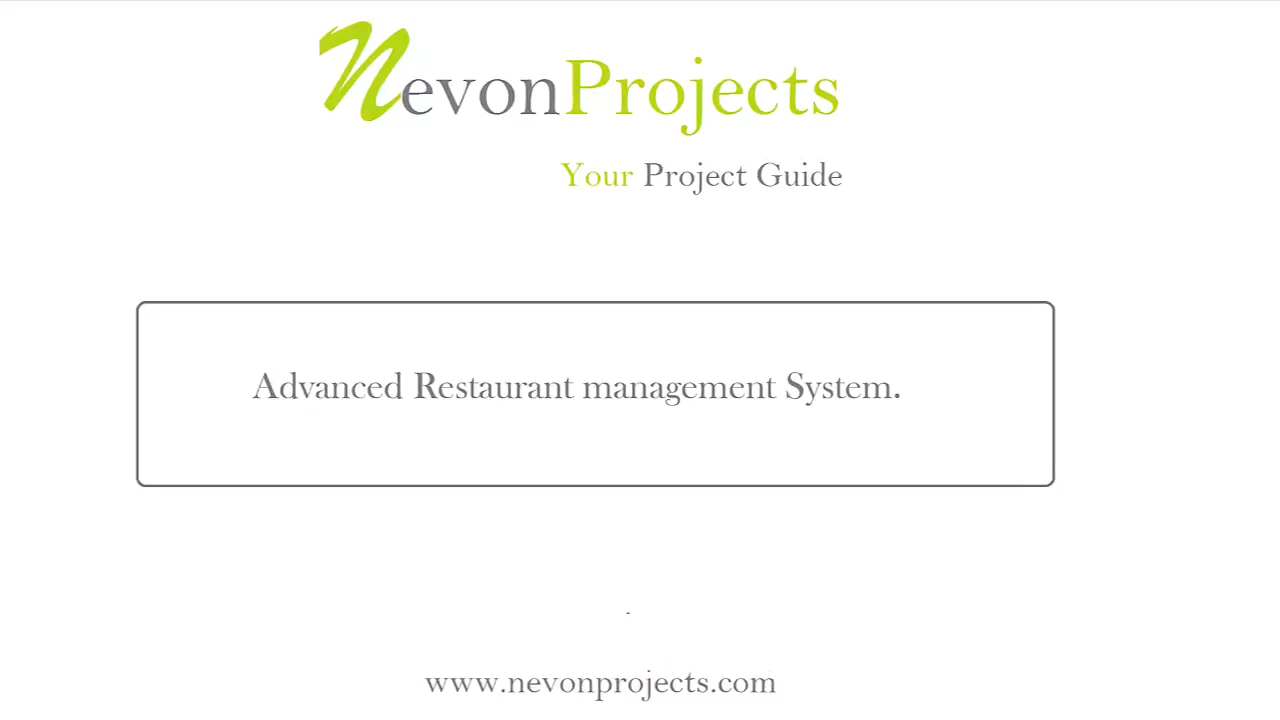 NevonProjects
Your Project Guide
Advanced Restaurant management System.
.
www.nevonprojects.com